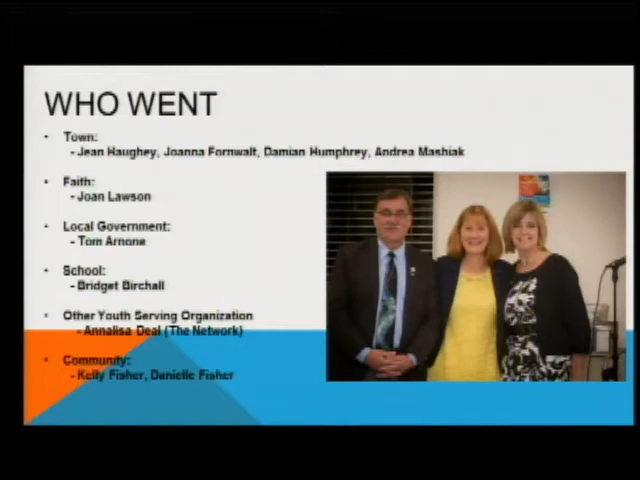 WHO WENT
• Town:
- Jean Haughey, Joanna Fornwalt, Damian Humphrey, Andrea Mashiak
• Faith:
- Joan Lawson
• Local Government:
- Tom Arnone
• School:
- Bridget Birchall
• Other Youth Serving Organization
- Annalisa Deal (The Network)
• Community:
- Kelly Fisher, Danielle Fisher